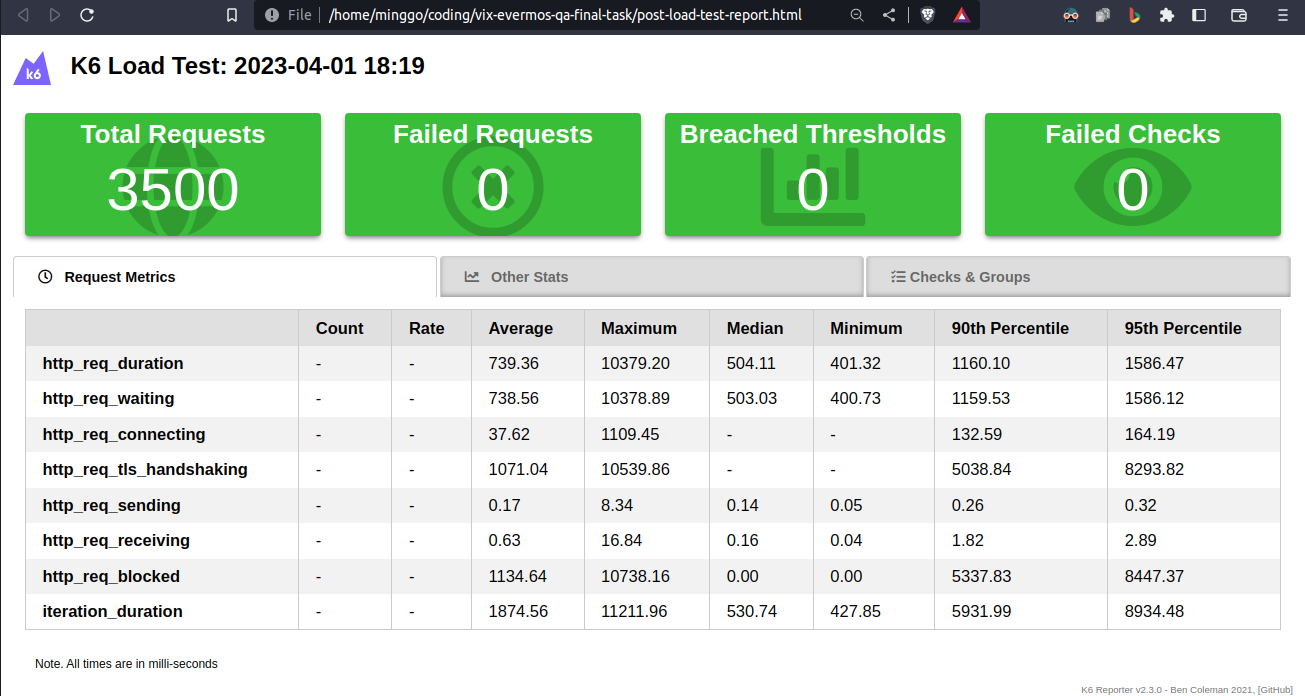 File /home/minggo/coding/vix-evermos-qa-final-task/post-load-test-report.html
k6 K6 Load Test: 2023-04-01 18:19
Total Requests Failed Requests Breached Thresholds Failed Checks
3500 0 0 0
Request Metrics Other Stats Checks & Groups
Count Rate Average Maximum Median Minimum 90th Percentile 95th Percentile
http_req_duration - - 739.36 10379.20 504.11 401.32 1160.10 1586.47
http_req_waiting - - 738.56 10378.89 503.03 400.73 1159.53 1586.12
http_req_connecting - - 37.62 1109.45 - - 132.59 164.19
http_req_tls_handshaking - - 1071.04 10539.86 - - 5038.84 8293.82
http_req_sending - - 0.17 8.34 0.14 0.05 0.26 0.32
http_req_receiving - - 0.63 16.84 0.16 0.04 1.82 2.89
http_req_blocked - - 1134.64 10738.16 0.00 0.00 5337.83 8447.37
iteration_duration - - 1874.56 11211.96 530.74 427.85 5931.99 8934.48
Note. All times are in milli-seconds
K6 Reporter v2.3.0 - Ben Coleman 2021, [GitHub]